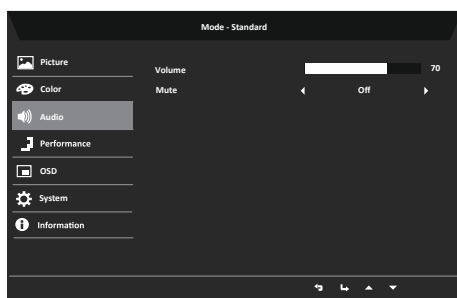 Mode - Standard
Picture
Color
Audio
Performance
OSD
System
Information
Volume 70
Mute Off